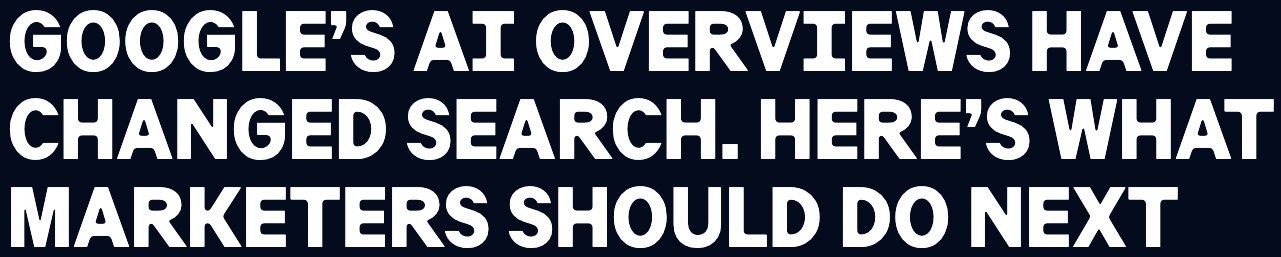 GOOGLE’S AI OVERVIEWS HAVE
CHANGED SEARCH. HERE’S WHAT
MARKETERS SHOULD DO NEXT